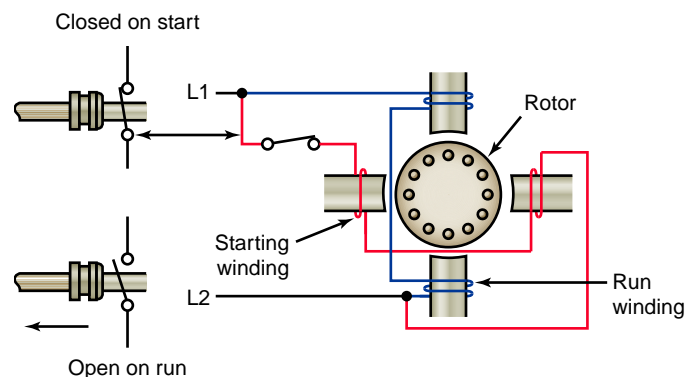 Closed on start
L1
Rotor
Starting
winding
L2
Run
winding
Open on run